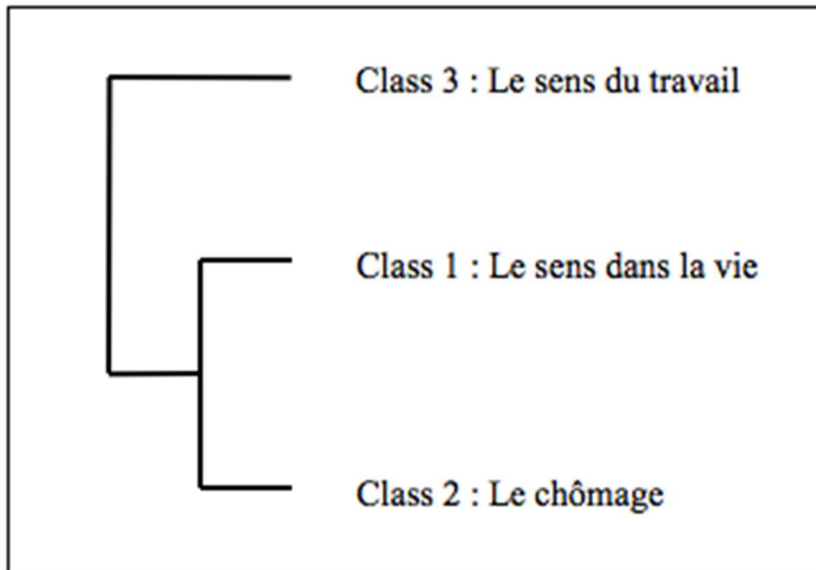 Class 3 : Le sens du travail
Class 1 : Le sens dans la vie
Class 2 : Le chômage